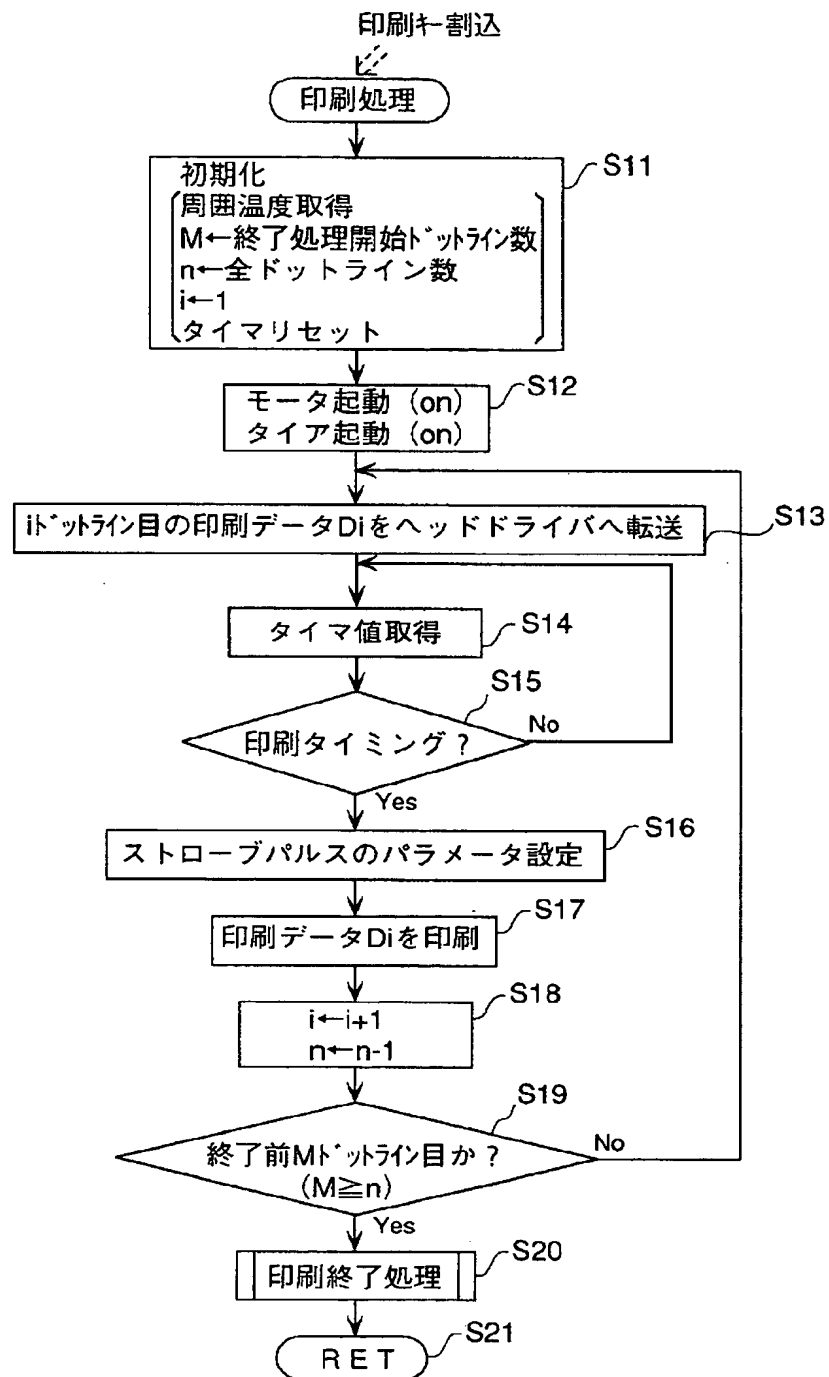 印刷キー割込
印刷処理
S11
初期化
周囲温度取得
M←終了処理開始ﾄﾞｯﾄﾗｲﾝ数
n←全ドットライン数
i←1
タイマリセット
S12
モータ起動（on）
タイア起動（on）
S13
iﾄﾞｯﾄﾗｲﾝ目の印刷データDiをヘッドドライバへ転送
S14
タイマ値取得
S15
印刷タイミング？
No
Yes
S16
ストローブパルスのパラメータ設定
S17
印刷データDiを印刷
S18
i←i+1
n←n-1
S19
終了前Mﾄﾞｯﾄﾗｲﾝ目か？
(M≧n)
No
Yes
S20
印刷終了処理
S21
RET